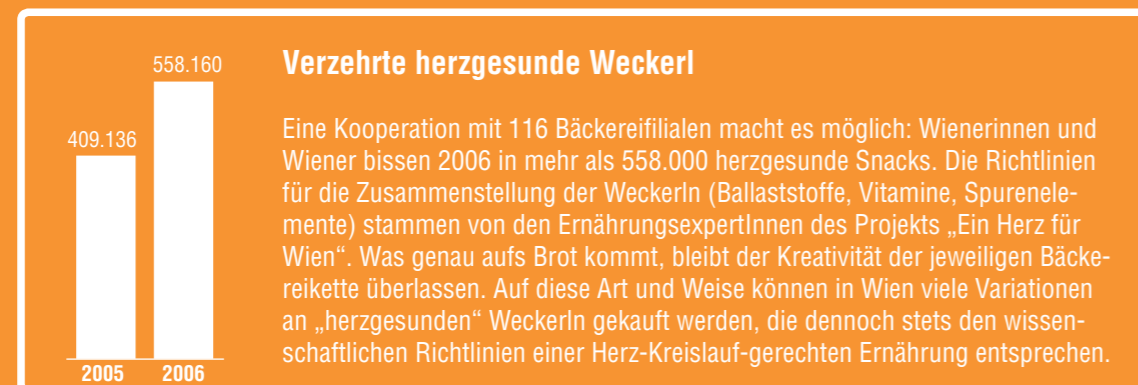 558.160
409.136
2005 2006
Verzehrte herzgesunde Weckerl
Eine Kooperation mit 116 Bäckereifilialen macht es möglich: Wienerinnen und
Wiener bissen 2006 in mehr als 558.000 herzgesunde Snacks. Die Richtlinien
für die Zusammenstellung der Weckerln (Ballaststoffe, Vitamine, Spurenele-
mente) stammen von den ErnährungsexpertInnen des Projekts „Ein Herz für
Wien“. Was genau aufs Brot kommt, bleibt der Kreativität der jeweiligen Bäcke-
reikette überlassen. Auf diese Art und Weise können in Wien viele Variationen
an „herzgesunden“ Weckerln gekauft werden, die dennoch stets den wissen-
schaftlichen Richtlinien einer Herz-Kreislauf-gerechten Ernährung entsprechen.